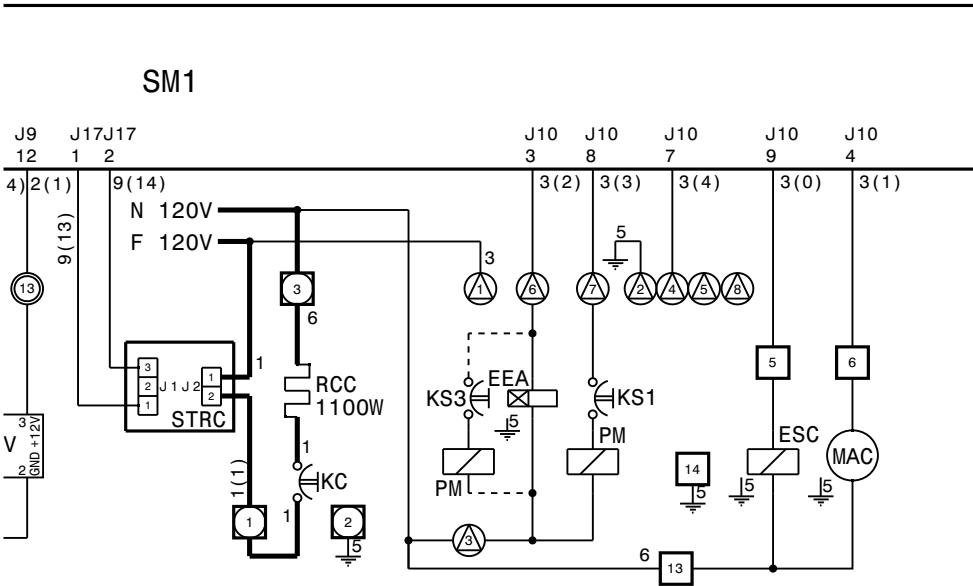 SM1
J9 J17 J17 J10 J10 J10 J10 J10
12 1 2 3 8 7 9 4
4) 2(1) 9(14) 3(2) 3(3) 3(4) 3(0) 3(1)
9(13)
N 120V
F 120V
5
3
13 3 1 6 7 2 4 5 8
6
1
5 6
3
2 J1 J2 1
1 2
STRC
RCC
1100W
KS3 EEA KS1
5
3
V GND +12V
2
PM ESC
MAC
1
14
PM
5 5 5
1(1) KC
1
1 2
5
3
6 13